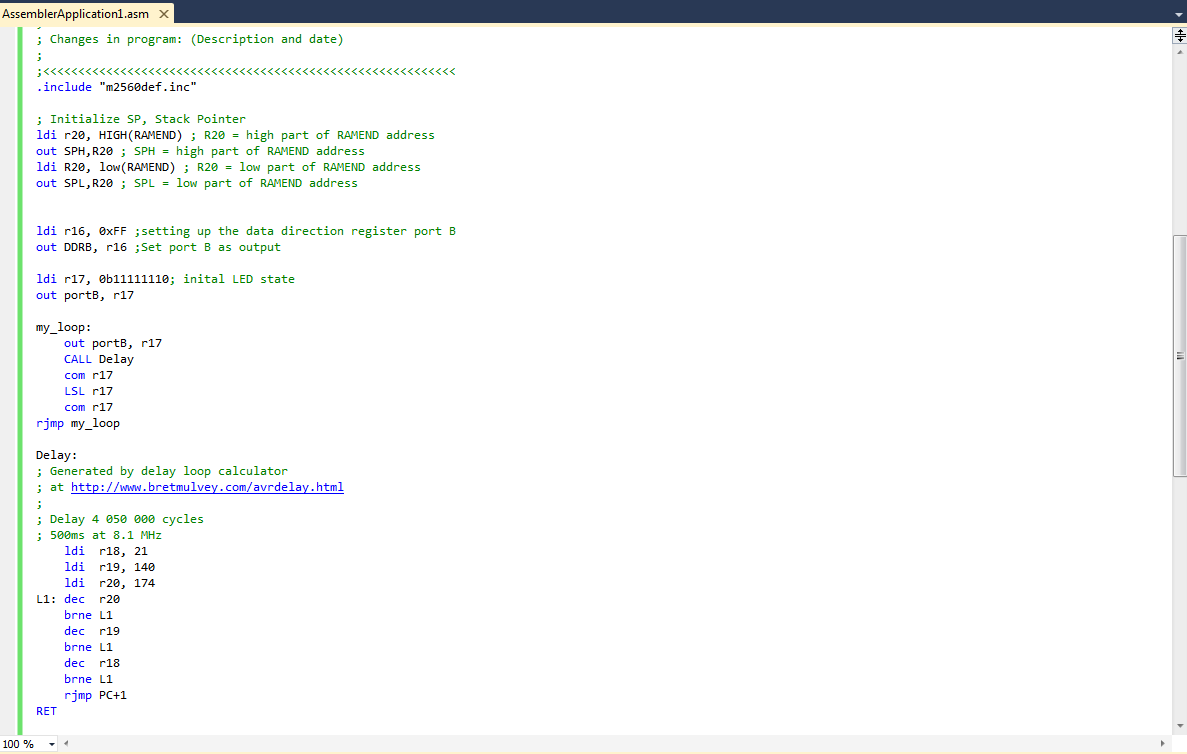 AssemblerApplication1.asm
; Changes in program: (Description and date)
;
;<<<<<<<<<<<<<<<<<<<<<<<<<<<<<<<<<<<<<<<<<<<<<<<<<<<<<<<<<<<
.include "m2560def.inc"
; Initialize SP, Stack Pointer
ldi r20, HIGH(RAMEND) ; R20 = high part of RAMEND address
out SPH,R20 ; SPH = high part of RAMEND address
ldi R20, low(RAMEND) ; R20 = low part of RAMEND address
out SPL,R20 ; SPL = low part of RAMEND address
ldi r16, 0xFF ;setting up the data direction register port B
out DDRB, r16 ;Set port B as output
ldi r17, 0b11111110; inital LED state
out portB, r17
my_loop:
out portB, r17
CALL Delay
com r17
LSL r17
com r17
rjmp my_loop
Delay:
; Generated by delay loop calculator
; at http://www.bretmulvey.com/avrdelay.html
;
; Delay 4 050 000 cycles
; 500ms at 8.1 MHz
ldi  r18, 21
ldi  r19, 140
ldi  r20, 174
L1: dec  r20
brne L1
dec  r19
brne L1
dec  r18
brne L1
rjmp PC+1
RET
100 %